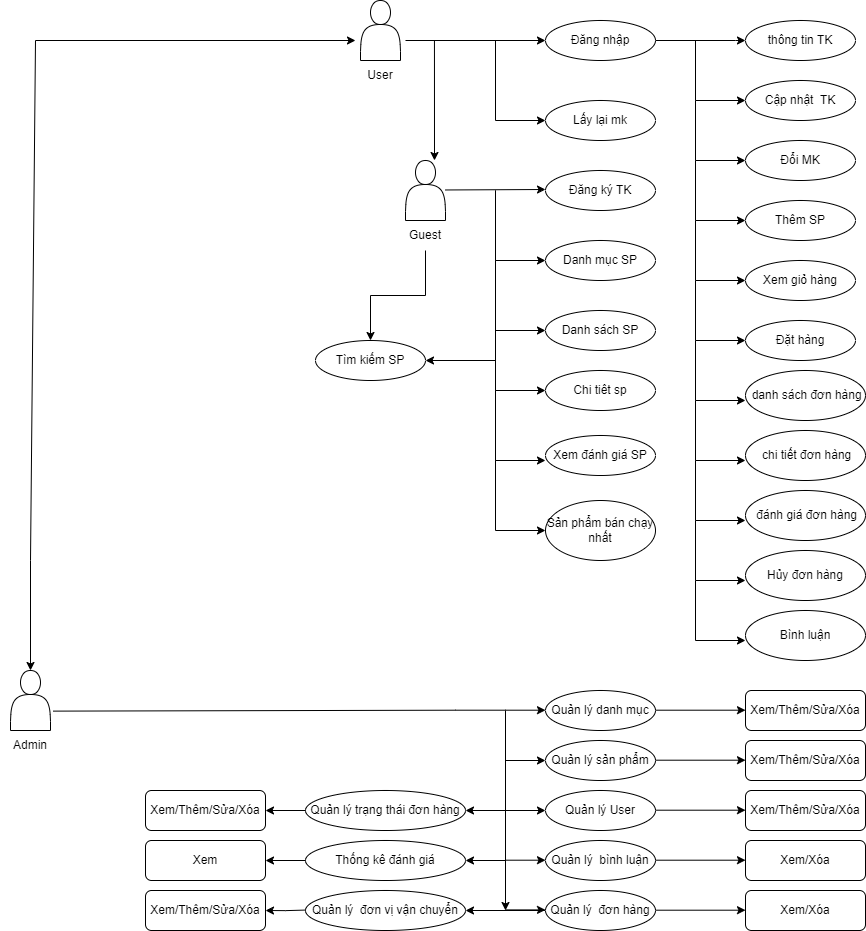 User
Đăng nhập
thông tin TK
Cập nhật TK
Lấy lại mk
Đổi MK
Guest
Đăng ký TK
Thêm SP
Danh mục SP
Xem giỏ hàng
Danh sách SP
Đặt hàng
Tìm kiếm SP
Chi tiết sp
danh sách đơn hàng
Xem đánh giá SP
chi tiết đơn hàng
Sản phẩm bán chạy
nhất
đánh giá đơn hàng
Hủy đơn hàng
Bình luận
Admin
Quản lý danh mục
Xem/Thêm/Sửa/Xóa
Quản lý sản phẩm
Xem/Thêm/Sửa/Xóa
Xem/Thêm/Sửa/Xóa
Quản lý trạng thái đơn hàng
Quản lý User
Xem/Thêm/Sửa/Xóa
Xem
Thống kê đánh giá
Quản lý bình luận
Xem/Xóa
Xem/Thêm/Sửa/Xóa
Quản lý đơn vị vận chuyển
Quản lý đơn hàng
Xem/Xóa